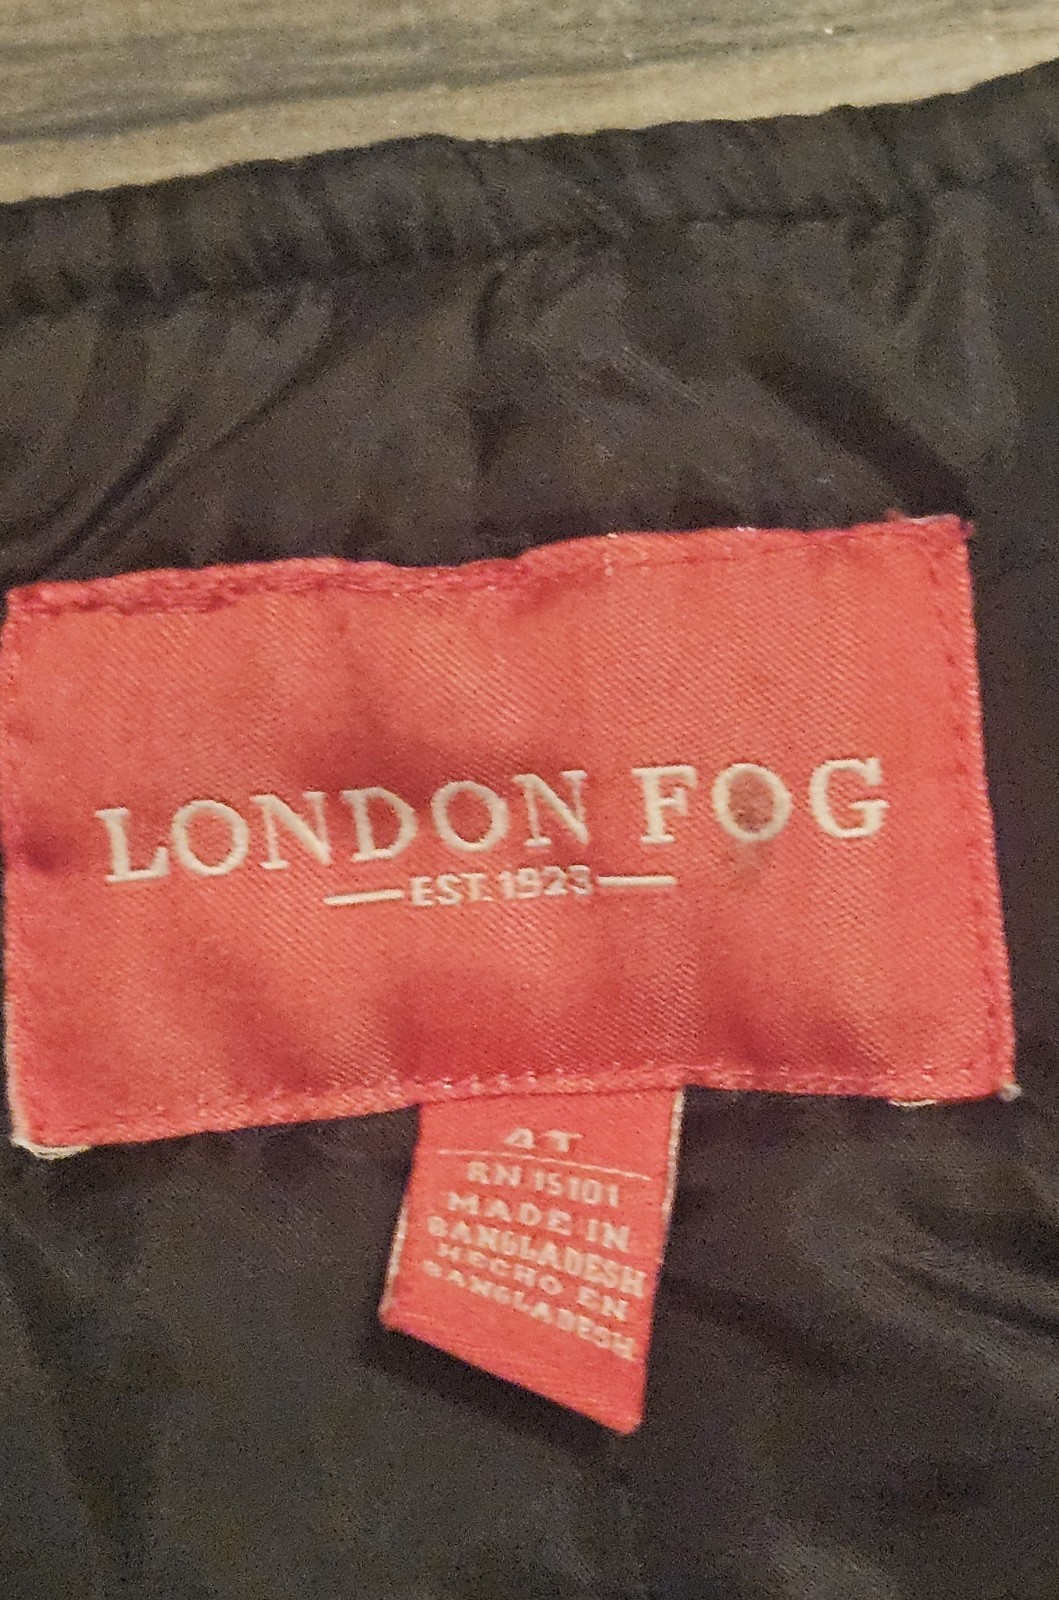 LONDON FOG
EST. 1923
4T
RN 15101
MADE IN
BANGLADESH
HECHO EN
BANGLADESH